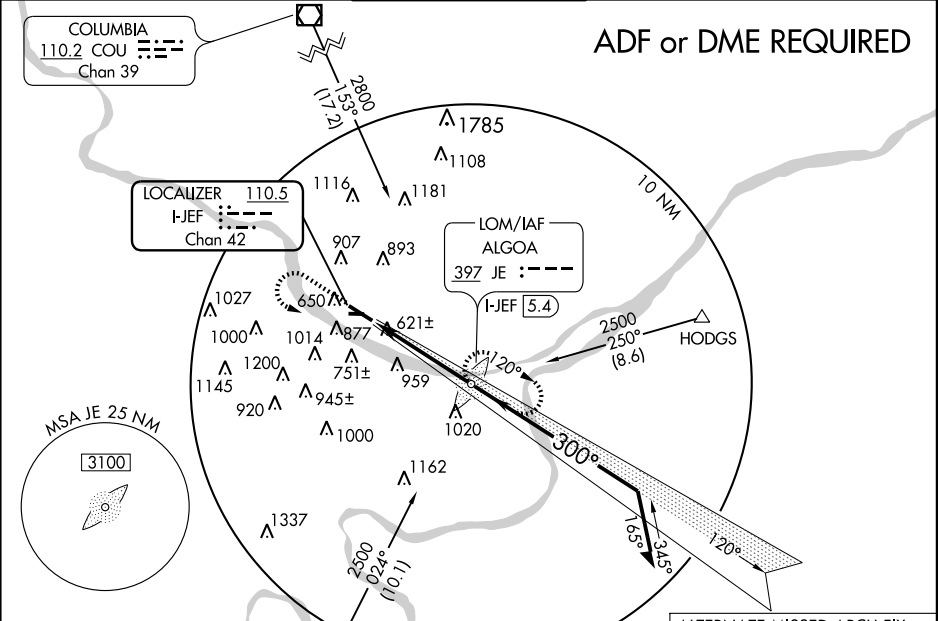 ADF or DME REQUIRED
COLUMBIA
110.2 COU
Chan 39
2800
153°
(17.2)
1785
1108
1116
1181
10 NM
LOCALIZER 110.5
I-JEF
Chan 42
LOM/IAF
ALGOA
397 JE
I-JEF 5.4
907
893
1027
650
621±
1000
1014
877
2500
250°
(8.6)
HODGS
1145
1200
751±
959
120°
920
945±
1020
1000
MSA JE 25 NM
3100
300°
1162
1337
2500
024°
(10.1)
165°
345°
120°